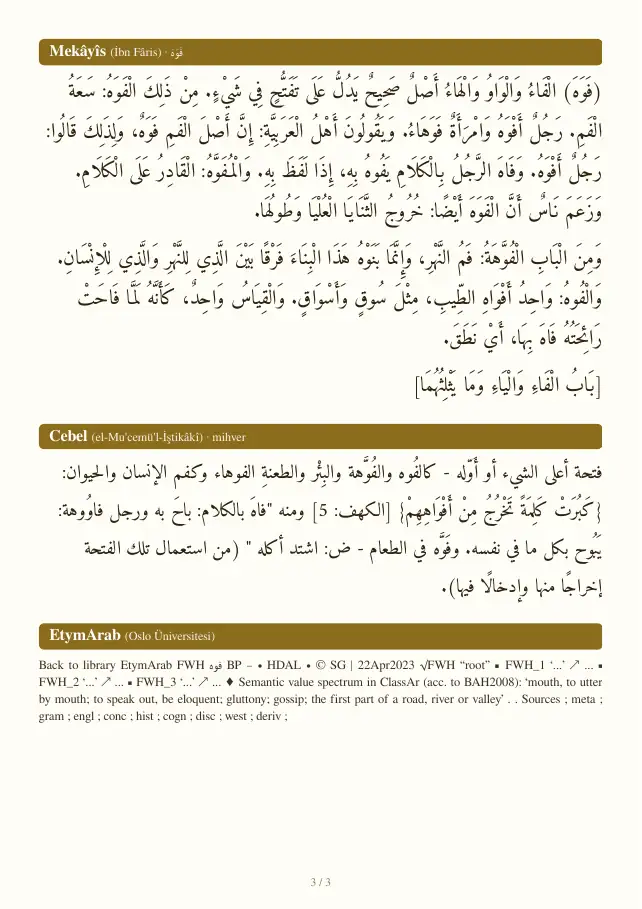 Mekâyîs (İbn Fâris) · فَوَه
(فَوَهَ) الْفَاءُ وَالْوَاوُ وَالْهَاءُ أَصْلٌ صَحِيحٌ يَدُلُّ عَلَى تَفَتُّحٍ فِي شَيْءٍ. مِنْ ذَلِكَ الْفَوَهُ: سَعَةُ
الْفَمِ. رَجُلٌ أَفْوَهُ وَامْرَأَةٌ فَوَهَاءُ. وَيَقُولُونَ أَهْلُ الْعَرَبِيَّةِ: إِنَّ أَصْلَ الْفَمِ فَوَهٌ، وَلِذَلِكَ قَالُوا:
رَجُلٌ أَفْوَهُ. وَفَاهَ الرَّجُلُ بِالْكَلَامِ يَفُوهُ بِهِ، إِذَا لَفَظَ بِهِ. وَالْمُفَوَّهُ: الْقَادِرُ عَلَى الْكَلَامِ.
وَزَعَمَ نَاسٌ أَنَّ الْفَوَهَ أَيْضًا: خُرُوجُ الثَّنَايَا الْعُلْيَا وَطُولُهَا.
وَمِنَ الْبَابِ الْفُوَّهَةُ: فَمُ النَّهْرِ، وَإِنَّمَا بَنَوْهُ هَذَا الْبِنَاءَ فَرْقًا بَيْنَ الَّذِي لِلنَّهْرِ وَالَّذِي لِلْإِنْسَانِ.
وَالْفُوهُ: وَاحِدُ أَفْوَاهِ الطِّيبِ، مِثْلَ سُوقٍ وَأَسْوَاقٍ. وَالْقِيَاسُ وَاحِدٌ، كَأَنَّهُ لَمَّا فَاحَتْ
رَائِحَتُهُ فَاهَ بِهَا، أَيْ نَطَقَ.
[بَابُ الْفَاءِ وَالْيَاءِ وَمَا يَثْلِثُهُمَا]
Cebel (el-Mu'cemü'l-İştikâkî) · mihver
فتحة أعلى الشيء أو أَوّله - كالفُوه والفُوَّهة والبِئْر والطعنةِ الفوهاء وكفم الإنسان والحيوان:
{كَبُرَتْ كَلِمَةً تَخْرُجُ مِنْ أَفْوَاهِهِمْ} [الكهف: 5] ومنه "فاهَ بالكلام: باحَ به ورجل فاوُوهة:
يَبُوح بكل ما في نفسه. وفَوَّه في الطعام - ض: اشتد أكله " (من استعمال تلك الفتحة
إخراجًا منها وإدخالًا فيها).
EtymArab (Oslo Üniversitesi)
Back to library EtymArab FWH فوه BP – • HDAL • © SG | 22Apr2023 √FWH “root” ▪ FWH_1 ‘...’ ↗ ... ▪
FWH_2 ‘...’ ↗ ... ▪ FWH_3 ‘...’ ↗ ... ♦ Semantic value spectrum in ClassAr (acc. to BAH2008): ‘mouth, to utter
by mouth; to speak out, be eloquent; gluttony; gossip; the first part of a road, river or valley’ . . Sources ; meta ;
gram ; engl ; conc ; hist ; cogn ; disc ; west ; deriv ;
3 / 3